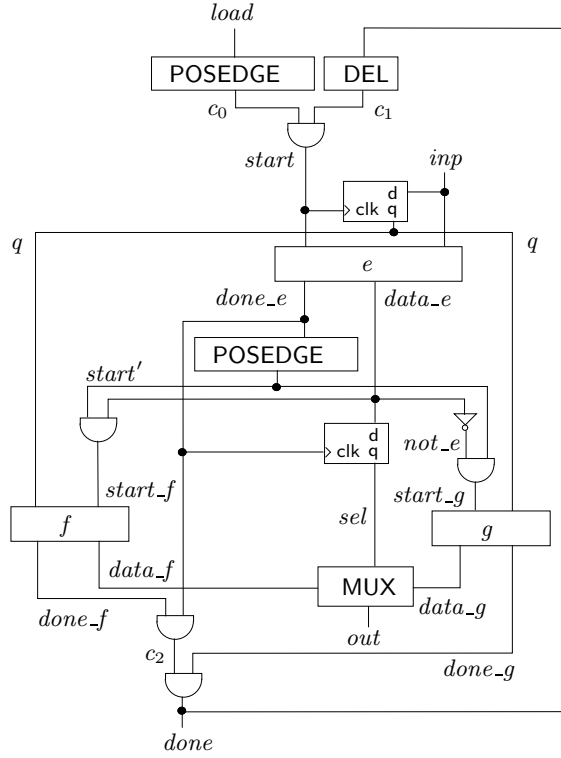 load
POSEDGE DEL
c0 c1
start
inp
d
clk q
q q
e
done_e data_e
POSEDGE
start′
d
clk q
not_e
start_f
start_g
sel
f g
data_f MUX data_g
done_f
out
c2
done_g
done